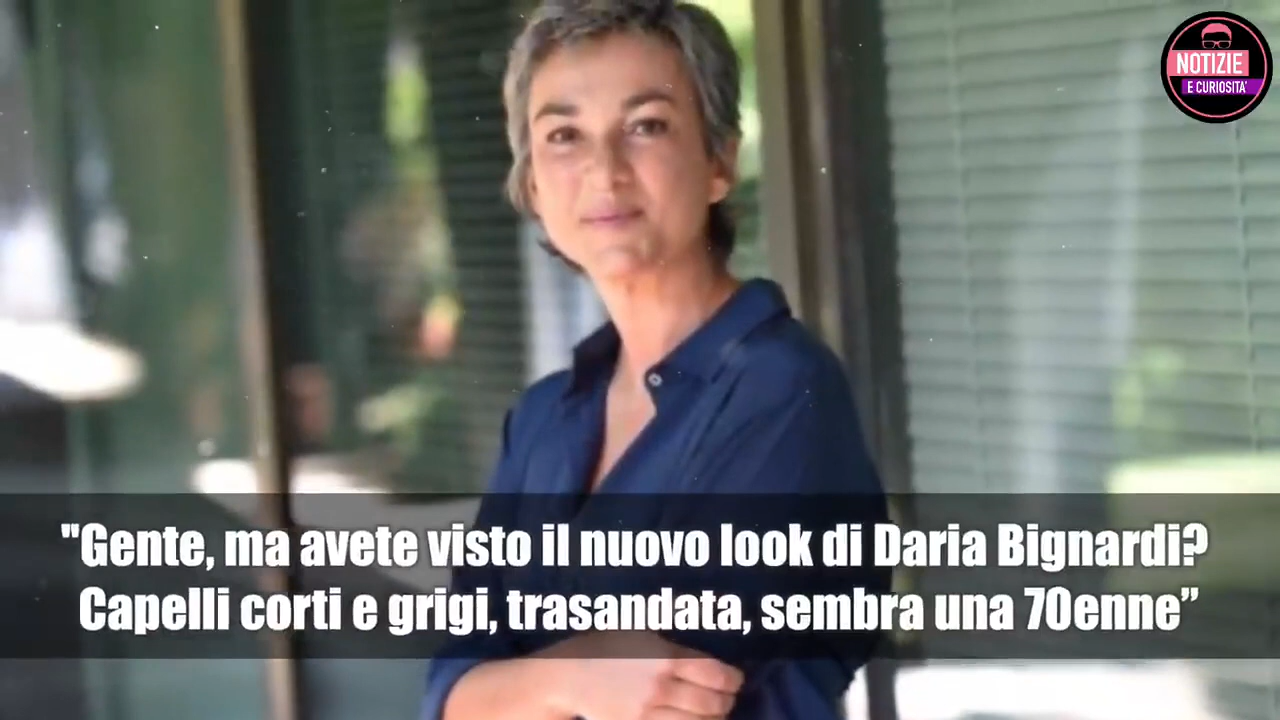 NOTIZIE
E CURIOSITA'
"Gente, ma avete visto il nuovo look di Daria Bignardi?
Capelli corti e grigi, trasandata, sembra una 70enne”